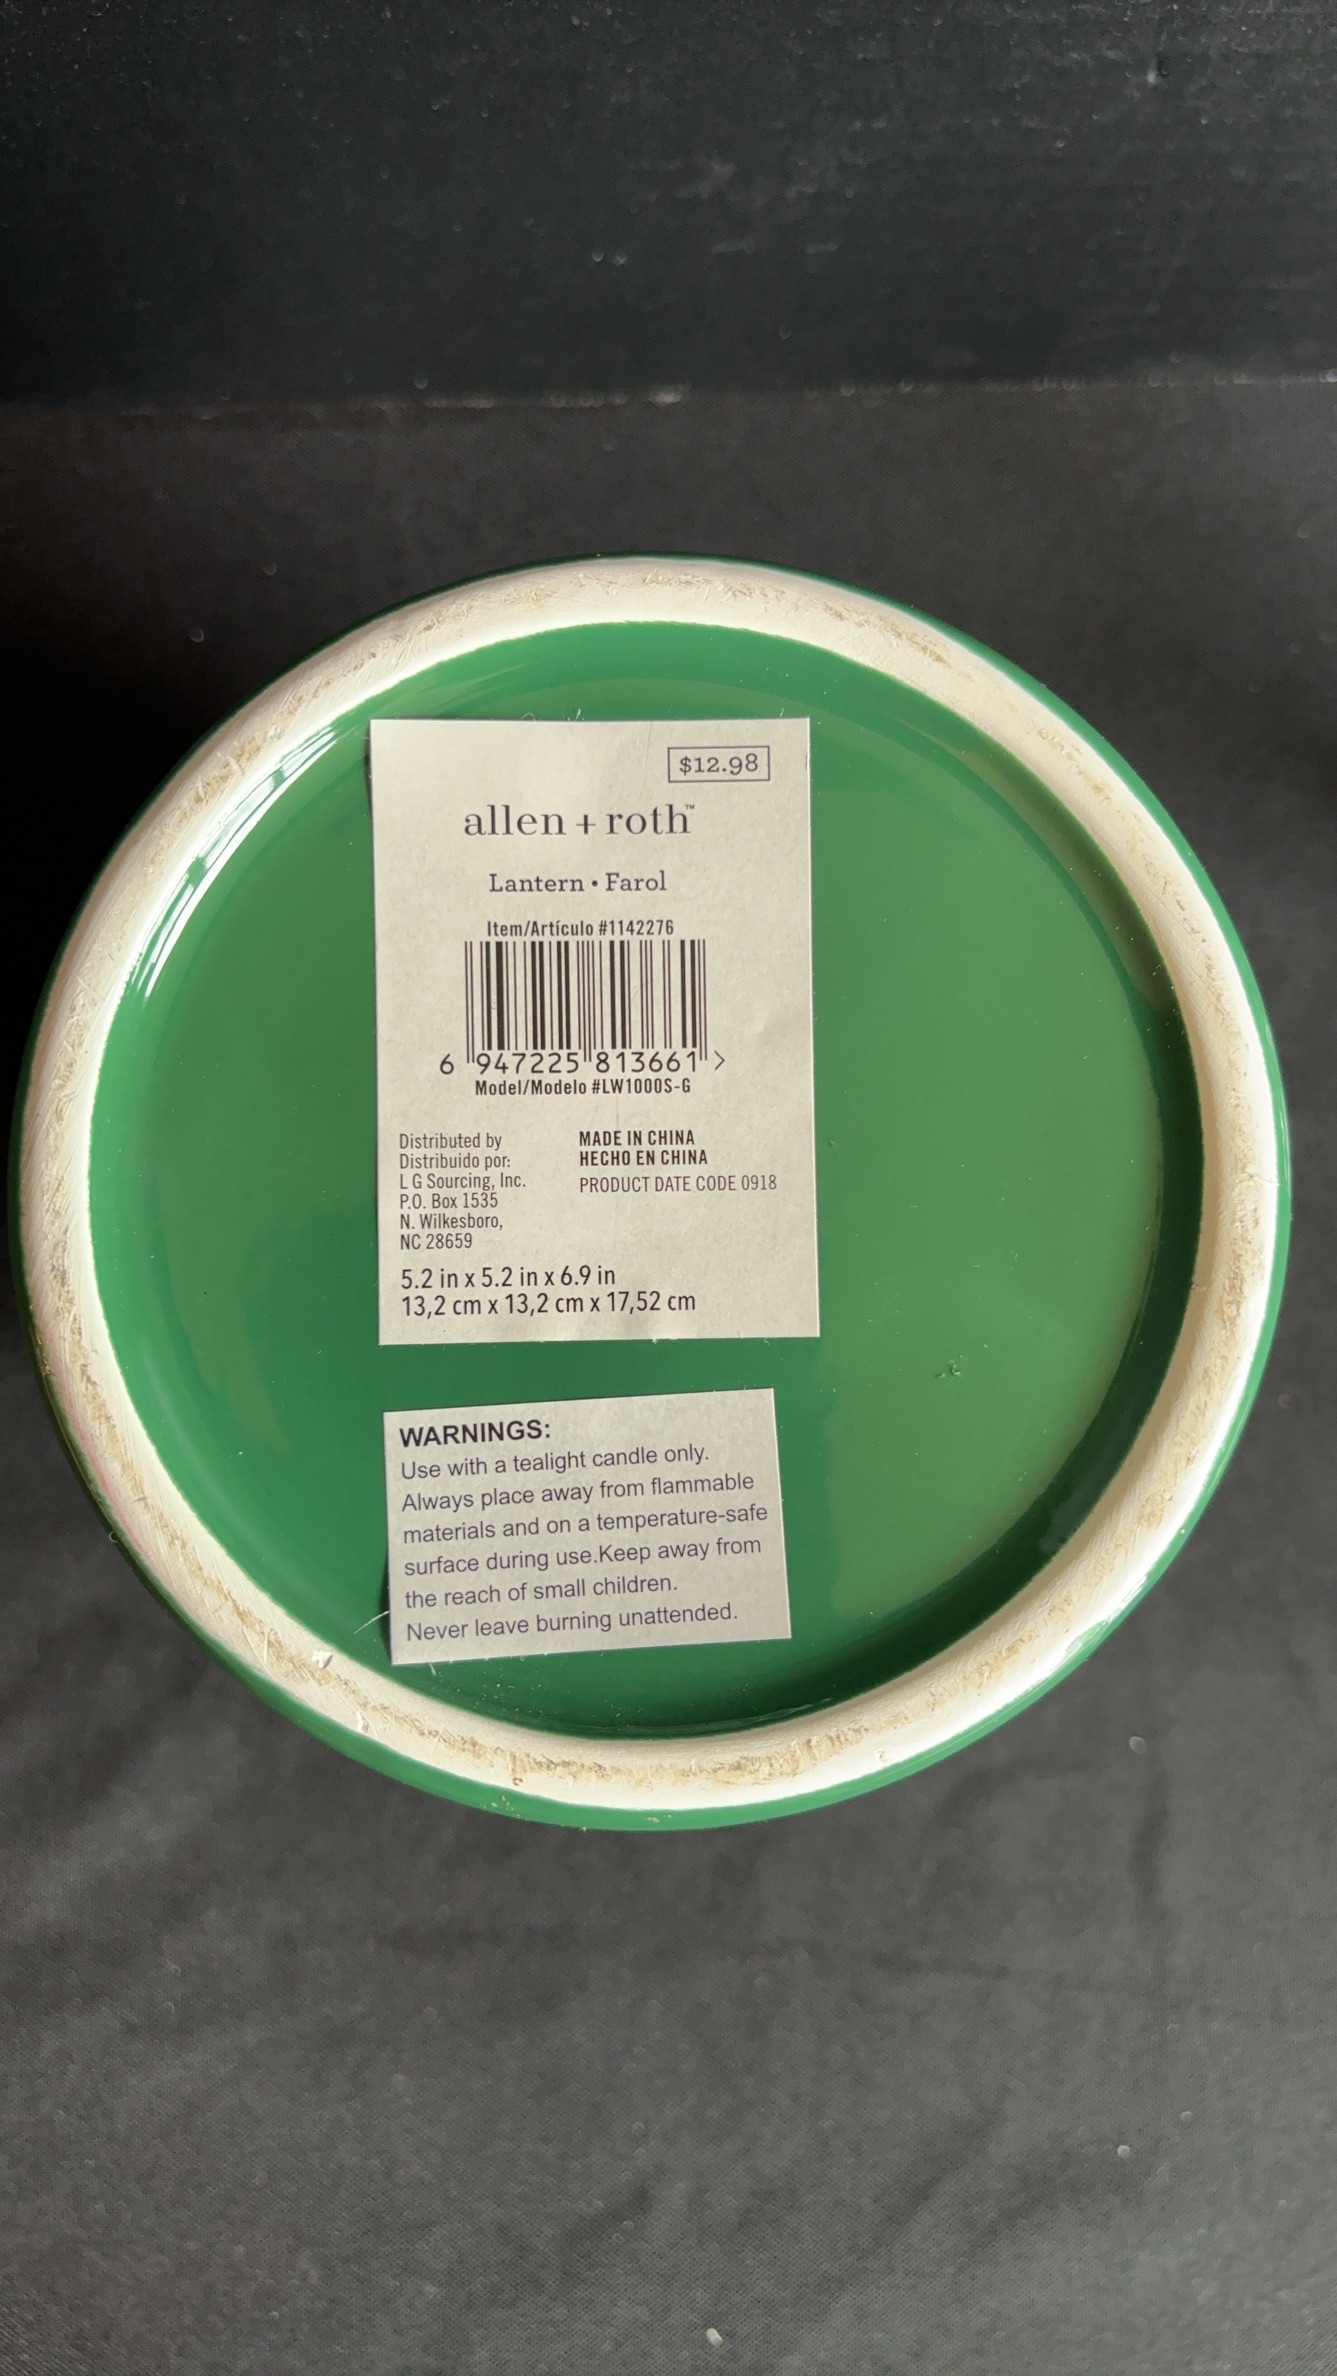 $12.98
allen + roth™
Lantern • Farol
Item/Artículo #1142276
6 947225 813661 >
Model/Modelo #LW1000S-G
Distributed by
Distribuido por:
L G Sourcing, Inc.
P.O. Box 1535
N. Wilkesboro,
NC 28659
MADE IN CHINA
HECHO EN CHINA
PRODUCT DATE CODE 0918
5.2 in x 5.2 in x 6.9 in
13,2 cm x 13,2 cm x 17,52 cm
WARNINGS:
Use with a tealight candle only.
Always place away from flammable
materials and on a temperature-safe
surface during use.Keep away from
the reach of small children.
Never leave burning unattended.